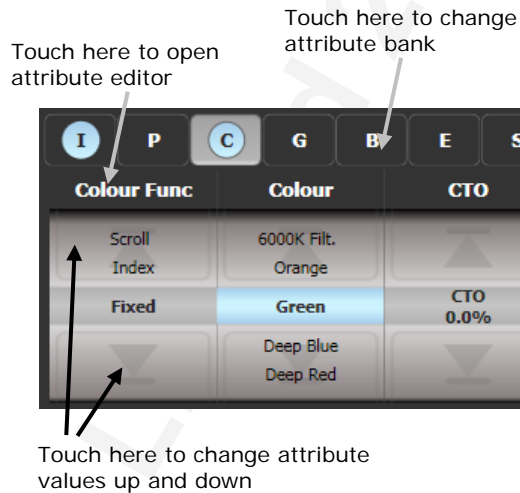 Touch here to change
attribute bank
Touch here to open
attribute editor
I P C G B E S
Colour Func Colour CTO
Scroll 6000K Filt.
Index Orange
Fixed Green CTO
0.0%
Deep Blue
Deep Red
Touch here to change attribute
values up and down